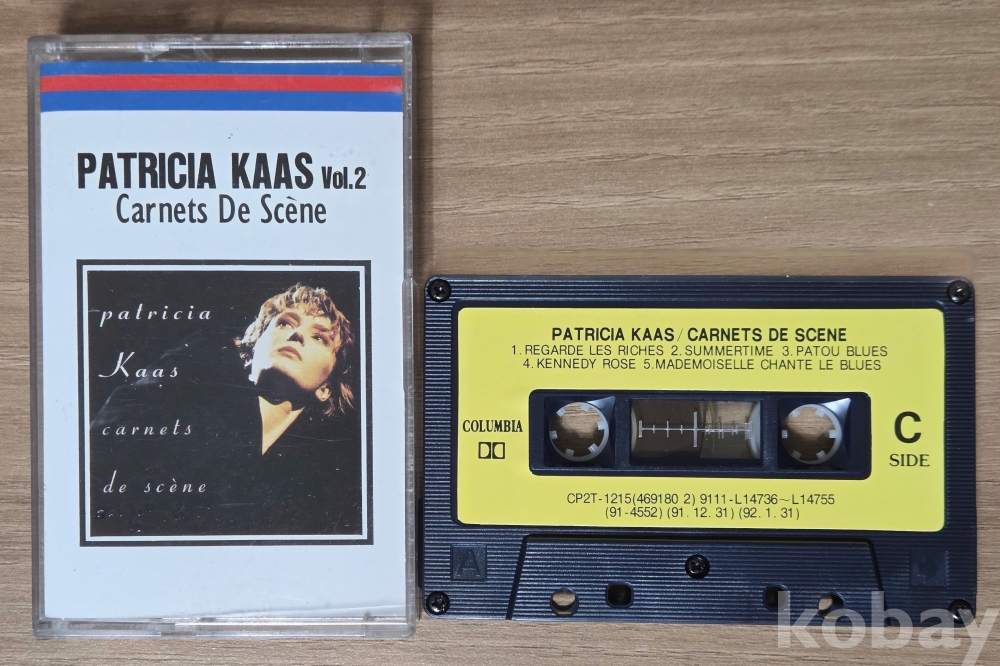 PATRICIA KAAS Vol.2
Carnets De Scène
patricia
Kaas
carnets
de scène
PATRICIA KAAS/CARNETS DE SCENE
1. REGARDE LES RICHES 2. SUMMERTIME 3. PATOU BLUES
4. KENNEDY ROSE 5.MADEMOISELLE CHANTE LE BLUES
COLUMBIA
C
SIDE
CP2T-1215(469180 2) 9111-L14736~L14755
(91-4552) (91. 12. 31) (92. 1. 31)
A
kobay